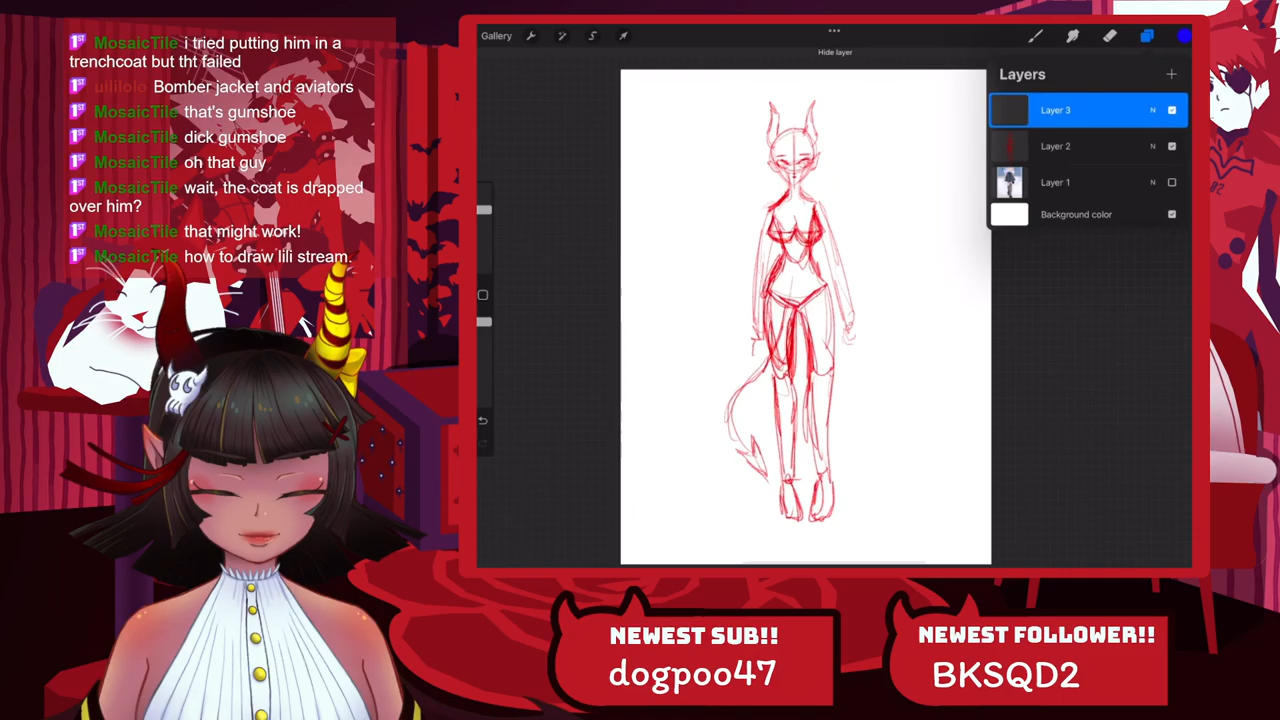 MosaicTile i tried putting him in a
trenchcoat but tht failed
uililolo Bomber jacket and aviators
MosaicTile that's gumshoe
MosaicTile dick gumshoe
MosaicTile oh that guy
MosaicTile wait, the coat is drapped
over him?
MosaicTile that might work!
MosaicTile how to draw lili stream.
Gallery
Hide layer
Layers
Layer 3 N
Layer 2 N
Layer 1 N
Background color
NEWEST SUB!!
dogpoo47
NEWEST FOLLOWER!!
BKSQD2